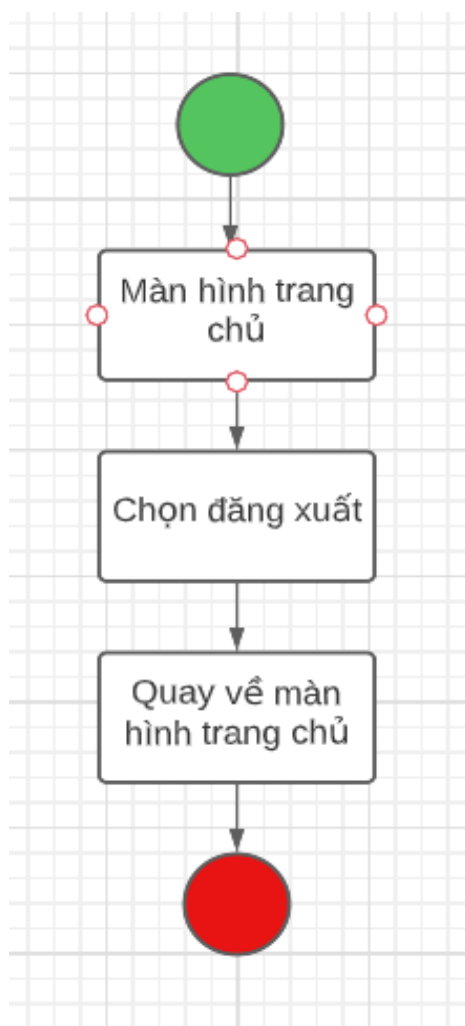 Màn hình trang
chủ
Chọn đăng xuất
Quay về màn
hình trang chủ